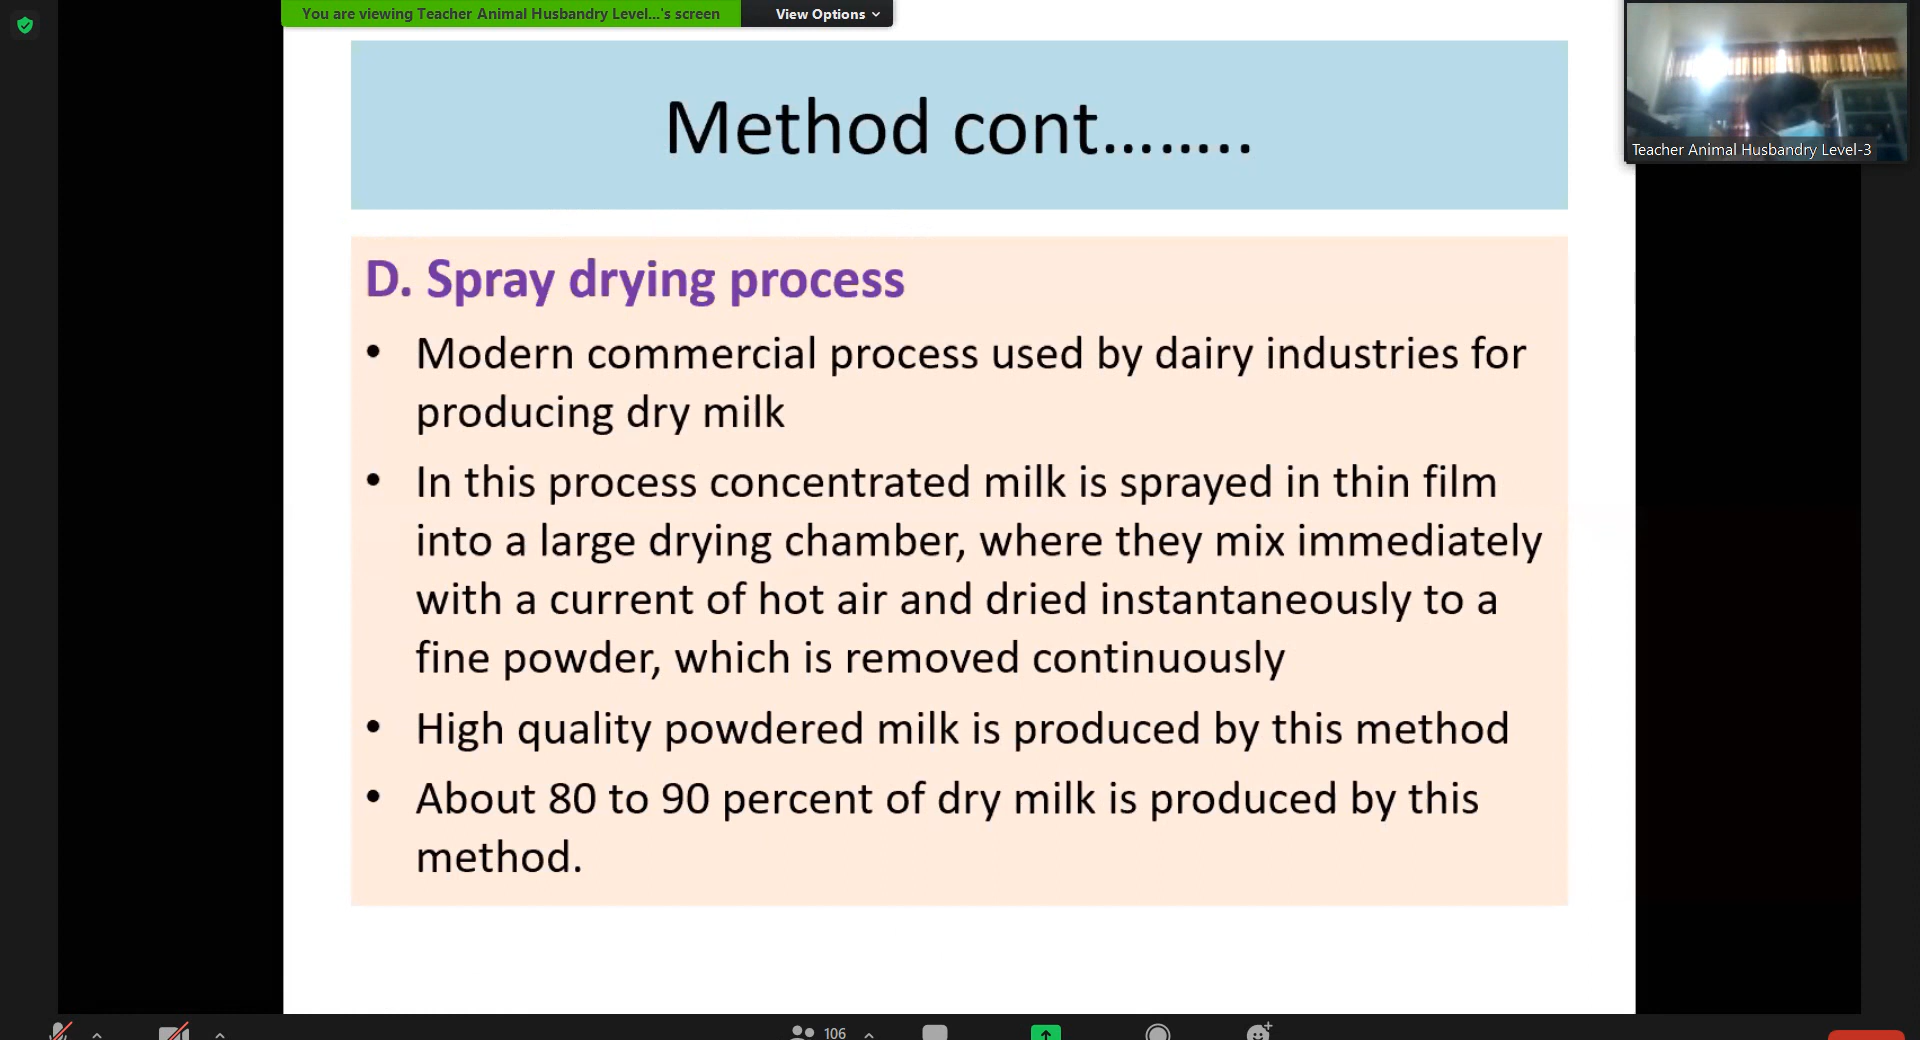 You are viewing Teacher Animal Husbandry Level...'s screen
View Options
Teacher Animal Husbandry Level-3
Method cont........
D. Spray drying process
• Modern commercial process used by dairy industries for
producing dry milk
• In this process concentrated milk is sprayed in thin film
into a large drying chamber, where they mix immediately
with a current of hot air and dried instantaneously to a
fine powder, which is removed continuously
• High quality powdered milk is produced by this method
• About 80 to 90 percent of dry milk is produced by this
method.
106